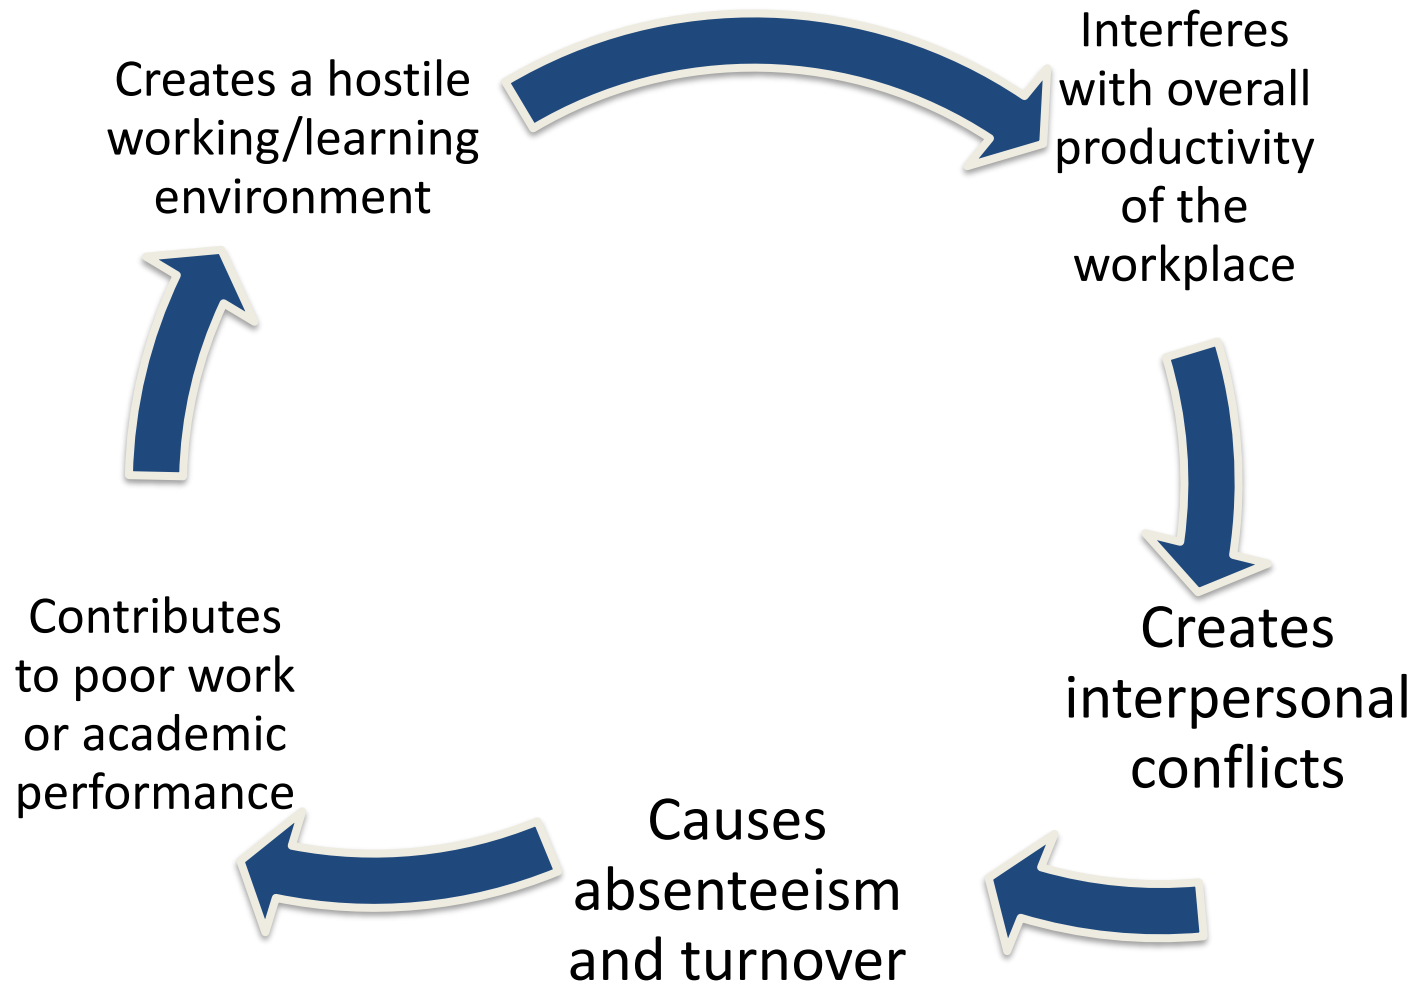 Creates a hostile
working/learning
environment
Interferes
with overall
productivity
of the
workplace
Creates
interpersonal
conflicts
Causes
absenteeism
and turnover
Contributes
to poor work
or academic
performance